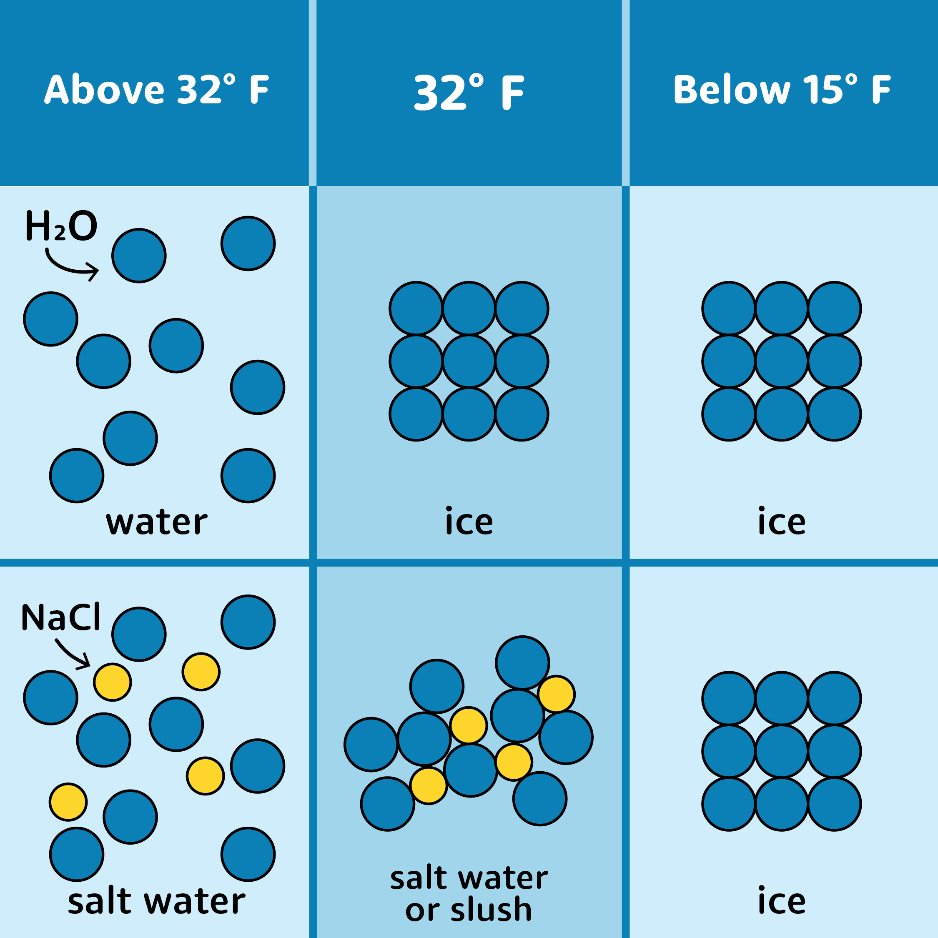 Above 32° F
32° F
Below 15° F
H₂O
water
ice
ice
NaCl
salt water
salt water
or slush
ice